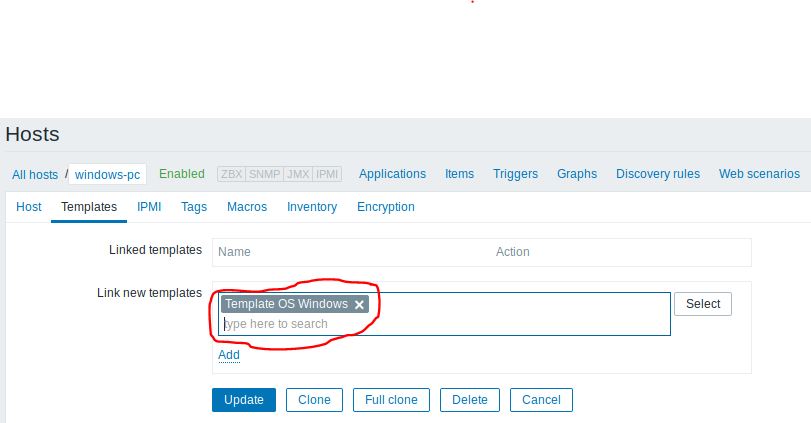 Hosts
All hosts / windows-pc Enabled ZBX SNMP JMX IPMI Applications Items Triggers Graphs Discovery rules Web scenarios
Host Templates IPMI Tags Macros Inventory Encryption
Linked templates Name Action
Link new templates Template OS Windows × Select
type here to search
Add
Update Clone Full clone Delete Cancel